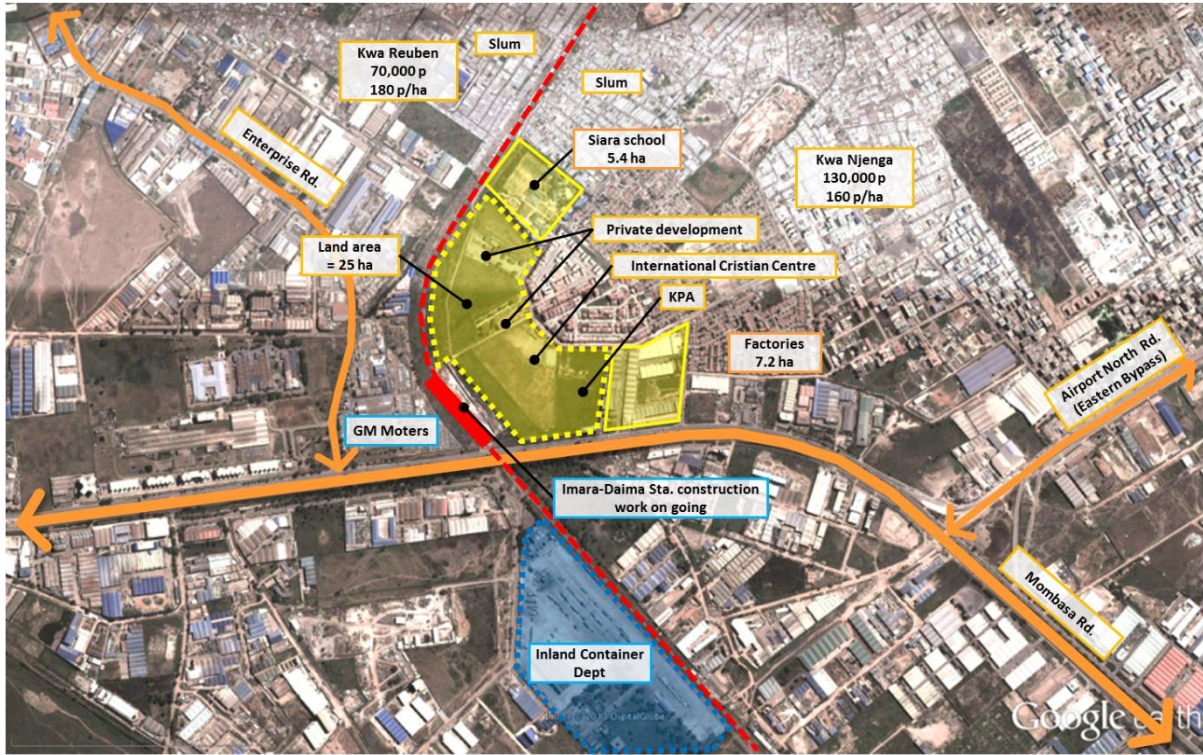 Slum
Kwa Reuben
70,000 p
180 p/ha
Slum
Siara school
5.4 ha
Enterprise Rd.
Kwa Njenga
130,000 p
160 p/ha
Private development
Land area
= 25 ha
International Cristian Centre
KPA
Factories
7.2 ha
Airport North Rd.
(Eastern Bypass)
GM Moters
Imara-Daima Sta. construction
work on going
Mombasa Rd.
Inland Container
Dept
DigitalGlobe
Google earth